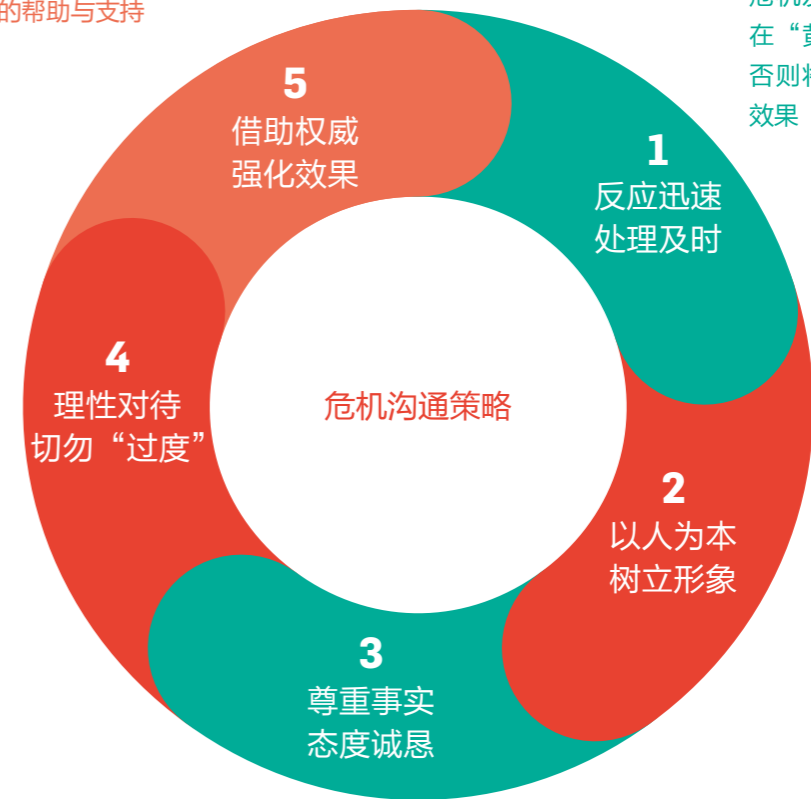 的帮助与支持
在“黄
否则将
效果
5
借助权威
强化效果
1
反应迅速
处理及时
4
理性对待
切勿“过度”
危机沟通策略
2
以人为本
树立形象
3
尊重事实
态度诚恳